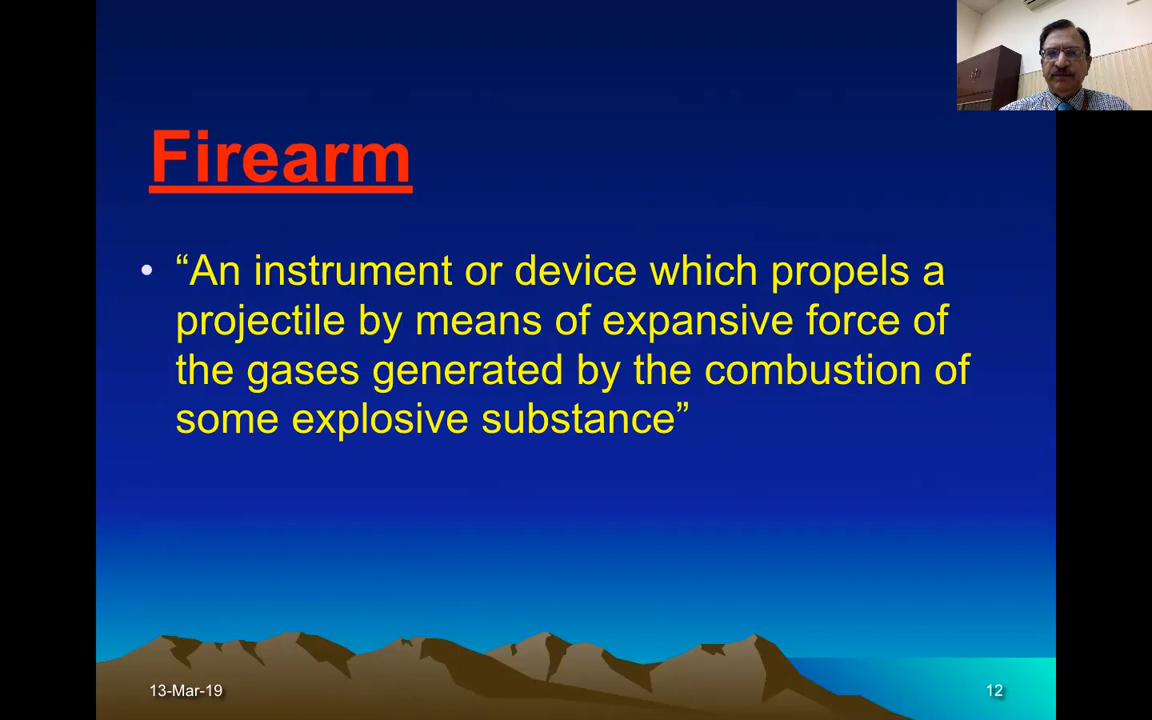 Firearm
• “An instrument or device which propels a
projectile by means of expansive force of
the gases generated by the combustion of
some explosive substance”
13-Mar-19
12